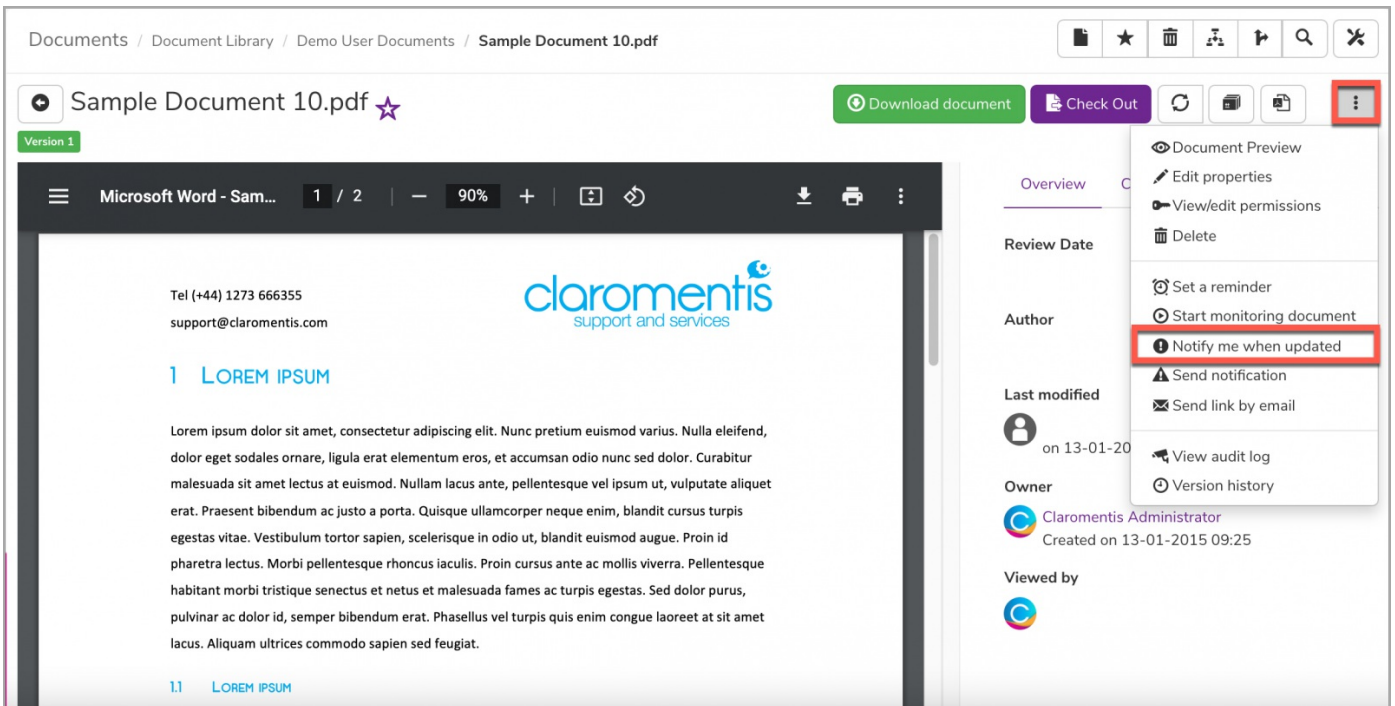 Documents / Document Library / Demo User Documents / Sample Document 10.pdf
Sample Document 10.pdf
Download document
Check Out
Version 1
Microsoft Word - Sam... 1 / 2 | — 90% + |
Tel (+44) 1273 666355
support@claromentis.com
claromentis
support and services
1 LOREM IPSUM
Lorem ipsum dolor sit amet, consectetur adipiscing elit. Nunc pretium euismod varius. Nulla eleifend,
dolor eget sodales ornare, ligula erat elementum eros, et accumsan odio nunc sed dolor. Curabitur
malesuada sit amet lectus at euismod. Nullam lacus ante, pellentesque vel ipsum ut, vulputate aliquet
erat. Praesent bibendum ac justo a porta. Quisque ullamcorper neque enim, blandit cursus turpis
egestas vitae. Vestibulum tortor sapien, scelerisque in odio ut, blandit euismod augue. Proin id
pharetra lectus. Morbi pellentesque rhoncus iaculis. Proin cursus ante ac mollis viverra. Pellentesque
habitant morbi tristique senectus et netus et malesuada fames ac turpis egestas. Sed dolor purus,
pulvinar ac dolor id, semper bibendum erat. Phasellus vel turpis quis enim congue laoreet at sit amet
lacus. Aliquam ultrices commodo sapien sed feugiat.
1.1 LOREM IPSUM
Overview C
Review Date
Author
Last modified
on 13-01-20
Owner
Claromentis Administrator
Created on 13-01-2015 09:25
Viewed by
Document Preview
Edit properties
View/edit permissions
Delete
Set a reminder
Start monitoring document
Notify me when updated
Send notification
Send link by email
View audit log
Version history